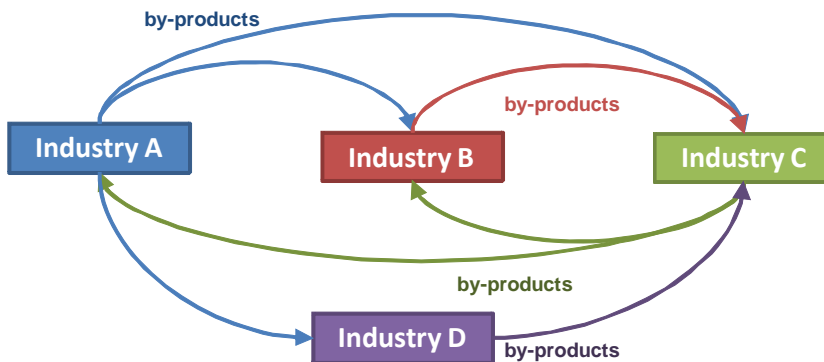 by-products
by-products
Industry A
Industry B
Industry C
by-products
Industry D
by-products